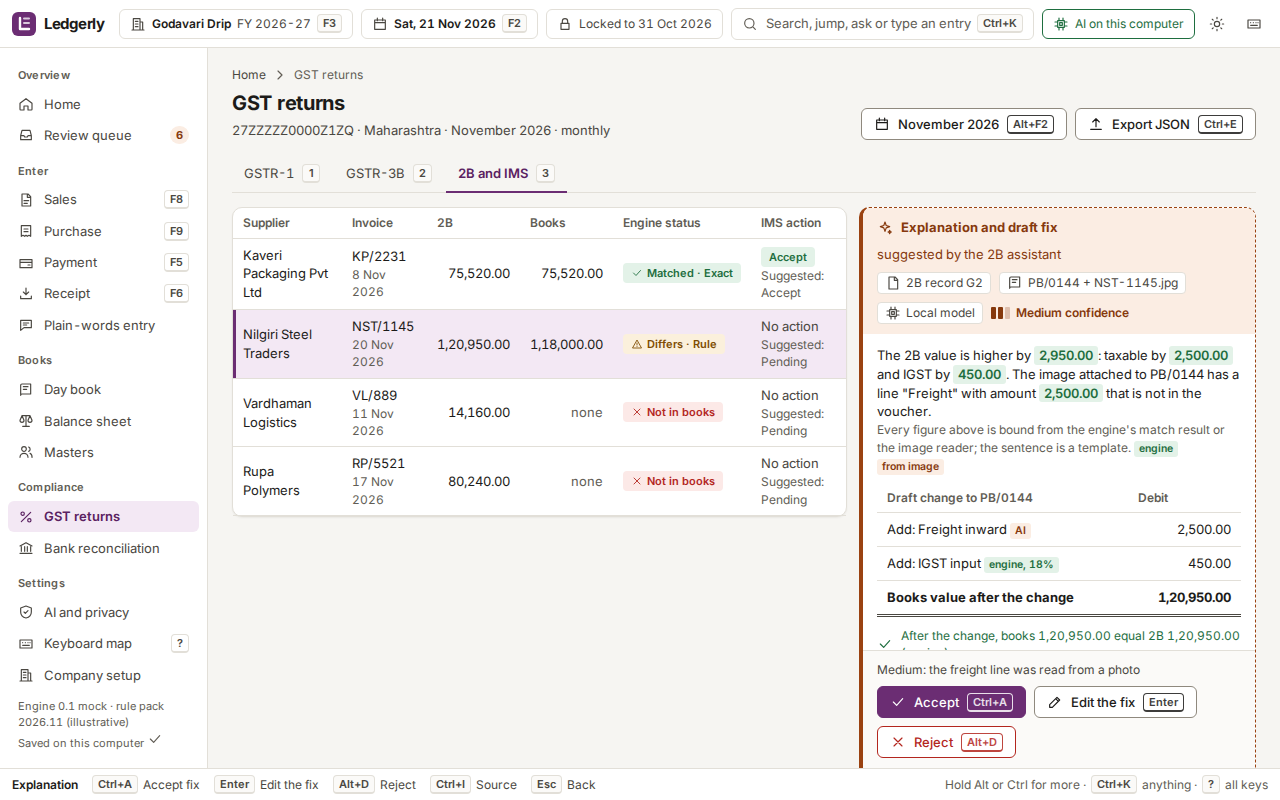 Ledgerly
Godavari Drip FY 2026-27 F3
Sat, 21 Nov 2026 F2
Locked to 31 Oct 2026
Search, jump, ask or type an entry Ctrl+K
AI on this computer
Overview
Home
Review queue 6
Enter
Sales F8
Purchase F9
Payment F5
Receipt F6
Plain-words entry
Books
Day book
Balance sheet
Masters
Compliance
GST returns
Bank reconciliation
Settings
AI and privacy
Keyboard map ?
Company setup
Engine 0.1 mock · rule pack
2026.11 (illustrative)
Saved on this computer
Home > GST returns
GST returns
27ZZZZZ0000Z1ZQ · Maharashtra · November 2026 · monthly
November 2026 Alt+F2
Export JSON Ctrl+E
GSTR-1 1
GSTR-3B 2
2B and IMS 3
Supplier Invoice 2B Books Engine status IMS action
Kaveri Packaging Pvt Ltd KP/2231 8 Nov 2026 75,520.00 75,520.00 Matched · Exact Accept Suggested: Accept
Nilgiri Steel Traders NST/1145 20 Nov 2026 1,20,950.00 1,18,000.00 Differs · Rule No action Suggested: Pending
Vardhaman Logistics VL/889 11 Nov 2026 14,160.00 none Not in books No action Suggested: Pending
Rupa Polymers RP/5521 17 Nov 2026 80,240.00 none Not in books No action Suggested: Pending
Explanation and draft fix
suggested by the 2B assistant
2B record G2
PB/0144 + NST-1145.jpg
Local model
Medium confidence
The 2B value is higher by 2,950.00 : taxable by 2,500.00
and IGST by 450.00 . The image attached to PB/0144 has a
line "Freight" with amount 2,500.00 that is not in the
voucher.
Every figure above is bound from the engine's match result or
the image reader; the sentence is a template. engine
from image
Draft change to PB/0144 Debit
Add: Freight inward AI 2,500.00
Add: IGST input engine, 18% 450.00
Books value after the change 1,20,950.00
After the change, books 1,20,950.00 equal 2B 1,20,950.00
Medium: the freight line was read from a photo
Accept Ctrl+A
Edit the fix Enter
Reject Alt+D
Explanation Ctrl+A Accept fix Enter Edit the fix Alt+D Reject Ctrl+I Source Esc Back
Hold Alt or Ctrl for more · Ctrl+K anything · ? all keys